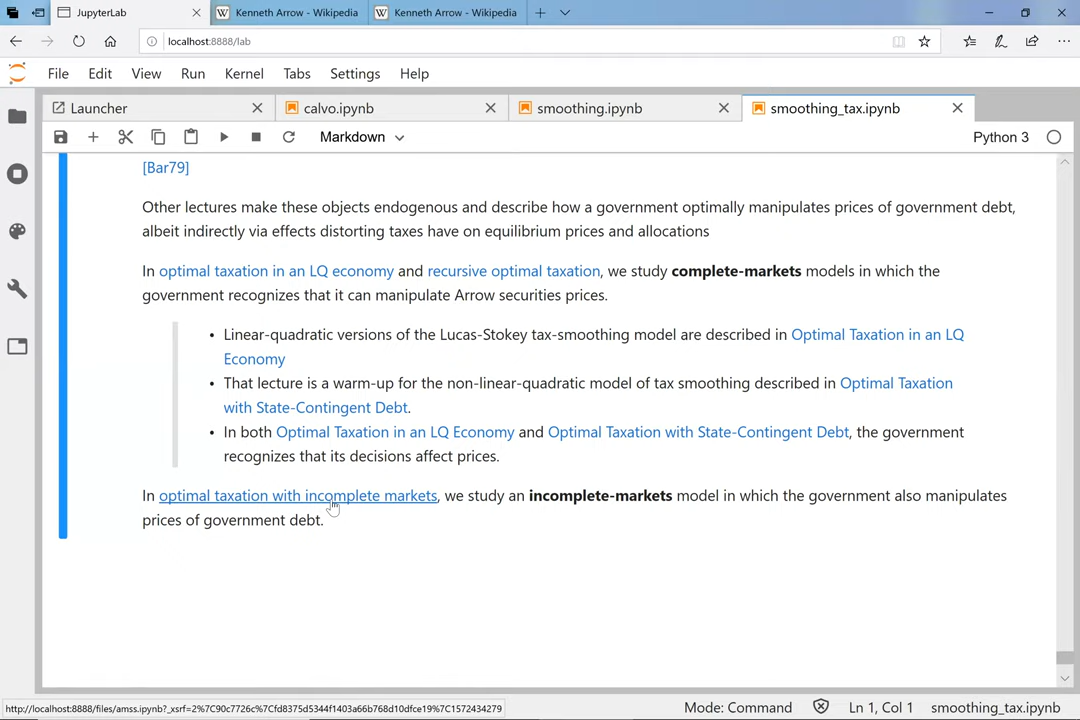 JupyterLab
Kenneth Arrow - Wikipedia
Kenneth Arrow - Wikipedia
localhost:8888/lab
File Edit View Run Kernel Tabs Settings Help
Launcher
calvo.ipynb
smoothing.ipynb
smoothing_tax.ipynb
Markdown
Python 3
[Bar79]
Other lectures make these objects endogenous and describe how a government optimally manipulates prices of government debt,
albeit indirectly via effects distorting taxes have on equilibrium prices and allocations
In optimal taxation in an LQ economy and recursive optimal taxation, we study complete-markets models in which the
government recognizes that it can manipulate Arrow securities prices.
• Linear-quadratic versions of the Lucas-Stokey tax-smoothing model are described in Optimal Taxation in an LQ
Economy
• That lecture is a warm-up for the non-linear-quadratic model of tax smoothing described in Optimal Taxation
with State-Contingent Debt.
• In both Optimal Taxation in an LQ Economy and Optimal Taxation with State-Contingent Debt, the government
recognizes that its decisions affect prices.
In optimal taxation with incomplete markets, we study an incomplete-markets model in which the government also manipulates
prices of government debt.
http://localhost:8888/files/amss.ipynb?_xsrf=2%7C90c7726c%7Cfd8375d5344f1403a66b768d10dfce19%7C1572434279
Mode: Command
Ln 1, Col 1
smoothing_tax.ipynb